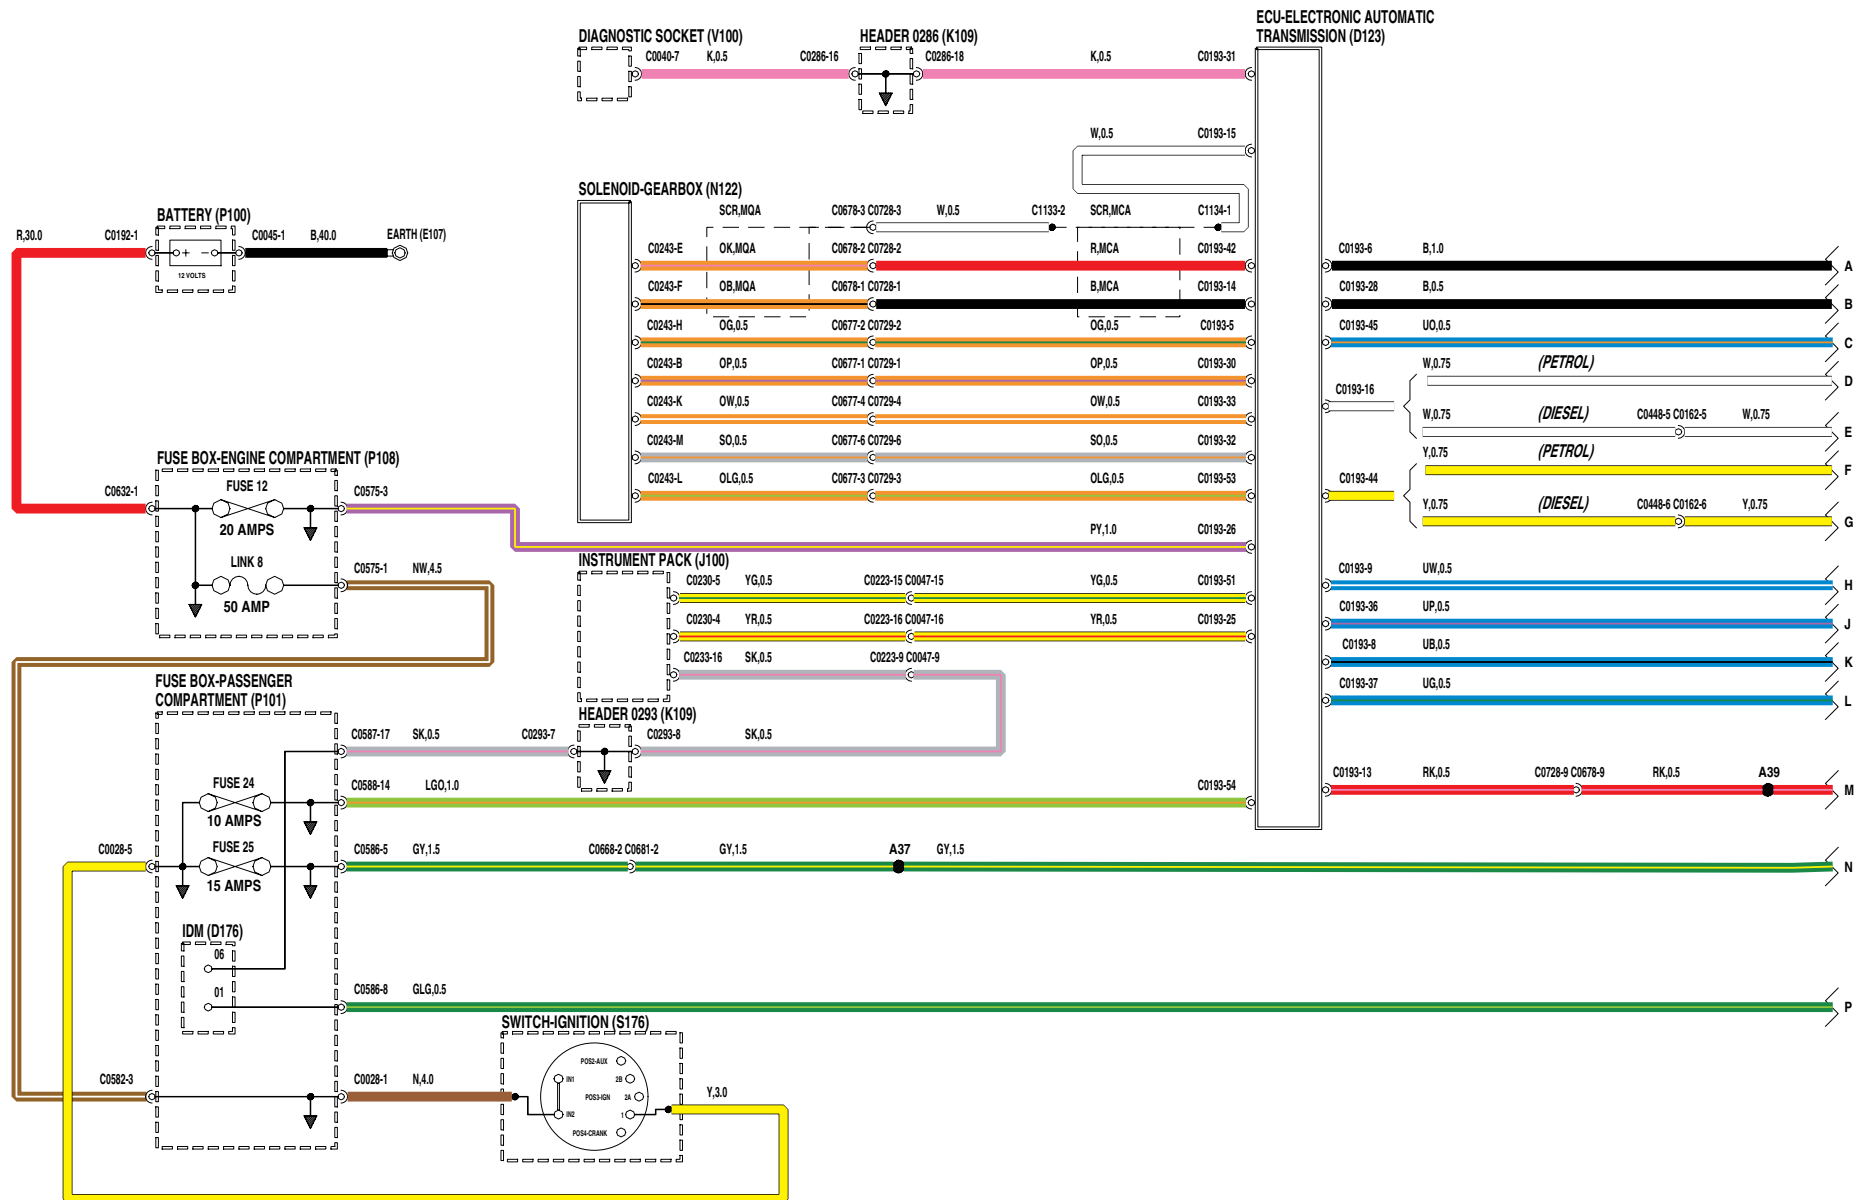 ECU-ELECTRONIC AUTOMATIC
TRANSMISSION (D123)
DIAGNOSTIC SOCKET (V100)
HEADER 0286 (K109)
C0040-7 K,0.5 C0286-16 C0286-18 K,0.5 C0193-31
W,0.5 C0193-15
SOLENOID-GEARBOX (N122)
SCR,MQA C0678-3 C0728-3 W,0.5 C1133-2 SCR,MCA C1134-1
BATTERY (P100)
R,30.0 C0192-1 C0045-1 B,40.0 EARTH (E107)
+ −
12 VOLTS
C0243-E OK,MQA C0678-2 C0728-2 R,MCA C0193-42
C0243-F OB,MQA C0678-1 C0728-1 B,MCA C0193-14
C0243-H OG,0.5 C0677-2 C0729-2 OG,0.5 C0193-5
C0243-B OP,0.5 C0677-1 C0729-1 OP,0.5 C0193-30
C0243-K OW,0.5 C0677-4 C0729-4 OW,0.5 C0193-33
C0243-M SO,0.5 C0677-6 C0729-6 SO,0.5 C0193-32
C0243-L OLG,0.5 C0677-3 C0729-3 OLG,0.5 C0193-53
PY,1.0 C0193-26
C0193-6 B,1.0 A
C0193-28 B,0.5 B
C0193-45 UO,0.5 C
C0193-16
W,0.75 (PETROL) D
W,0.75 (DIESEL) C0448-5 C0162-5 W,0.75 E
C0193-44
Y,0.75 (PETROL) F
Y,0.75 (DIESEL) C0448-6 C0162-6 Y,0.75 G
C0193-9 UW,0.5 H
C0193-36 UP,0.5 J
C0193-8 UB,0.5 K
C0193-37 UG,0.5 L
C0193-13 RK,0.5 C0728-9 C0678-9 RK,0.5 A39 M
FUSE BOX-ENGINE COMPARTMENT (P108)
C0632-1 FUSE 12 C0575-3
20 AMPS
LINK 8 C0575-1 NW,4.5
50 AMP
INSTRUMENT PACK (J100)
C0230-5 YG,0.5 C0223-15 C0047-15 YG,0.5 C0193-51
C0230-4 YR,0.5 C0223-16 C0047-16 YR,0.5 C0193-25
C0233-16 SK,0.5 C0223-9 C0047-9
FUSE BOX-PASSENGER
COMPARTMENT (P101)
HEADER 0293 (K109)
C0587-17 SK,0.5 C0293-7 C0293-8 SK,0.5
FUSE 24 C0588-14 LGO,1.0 C0193-54
10 AMPS
C0028-5 FUSE 25 C0586-5 GY,1.5 C0668-2 C0681-2 GY,1.5 A37 GY,1.5 N
15 AMPS
IDM (D176)
06
01
C0586-8 GLG,0.5 P
SWITCH-IGNITION (S176)
C0582-3 C0028-1 N,4.0
POS2-AUX
IN1 2B
POS3-IGN 2A
IN2 1
POS4-CRANK
Y,3.0